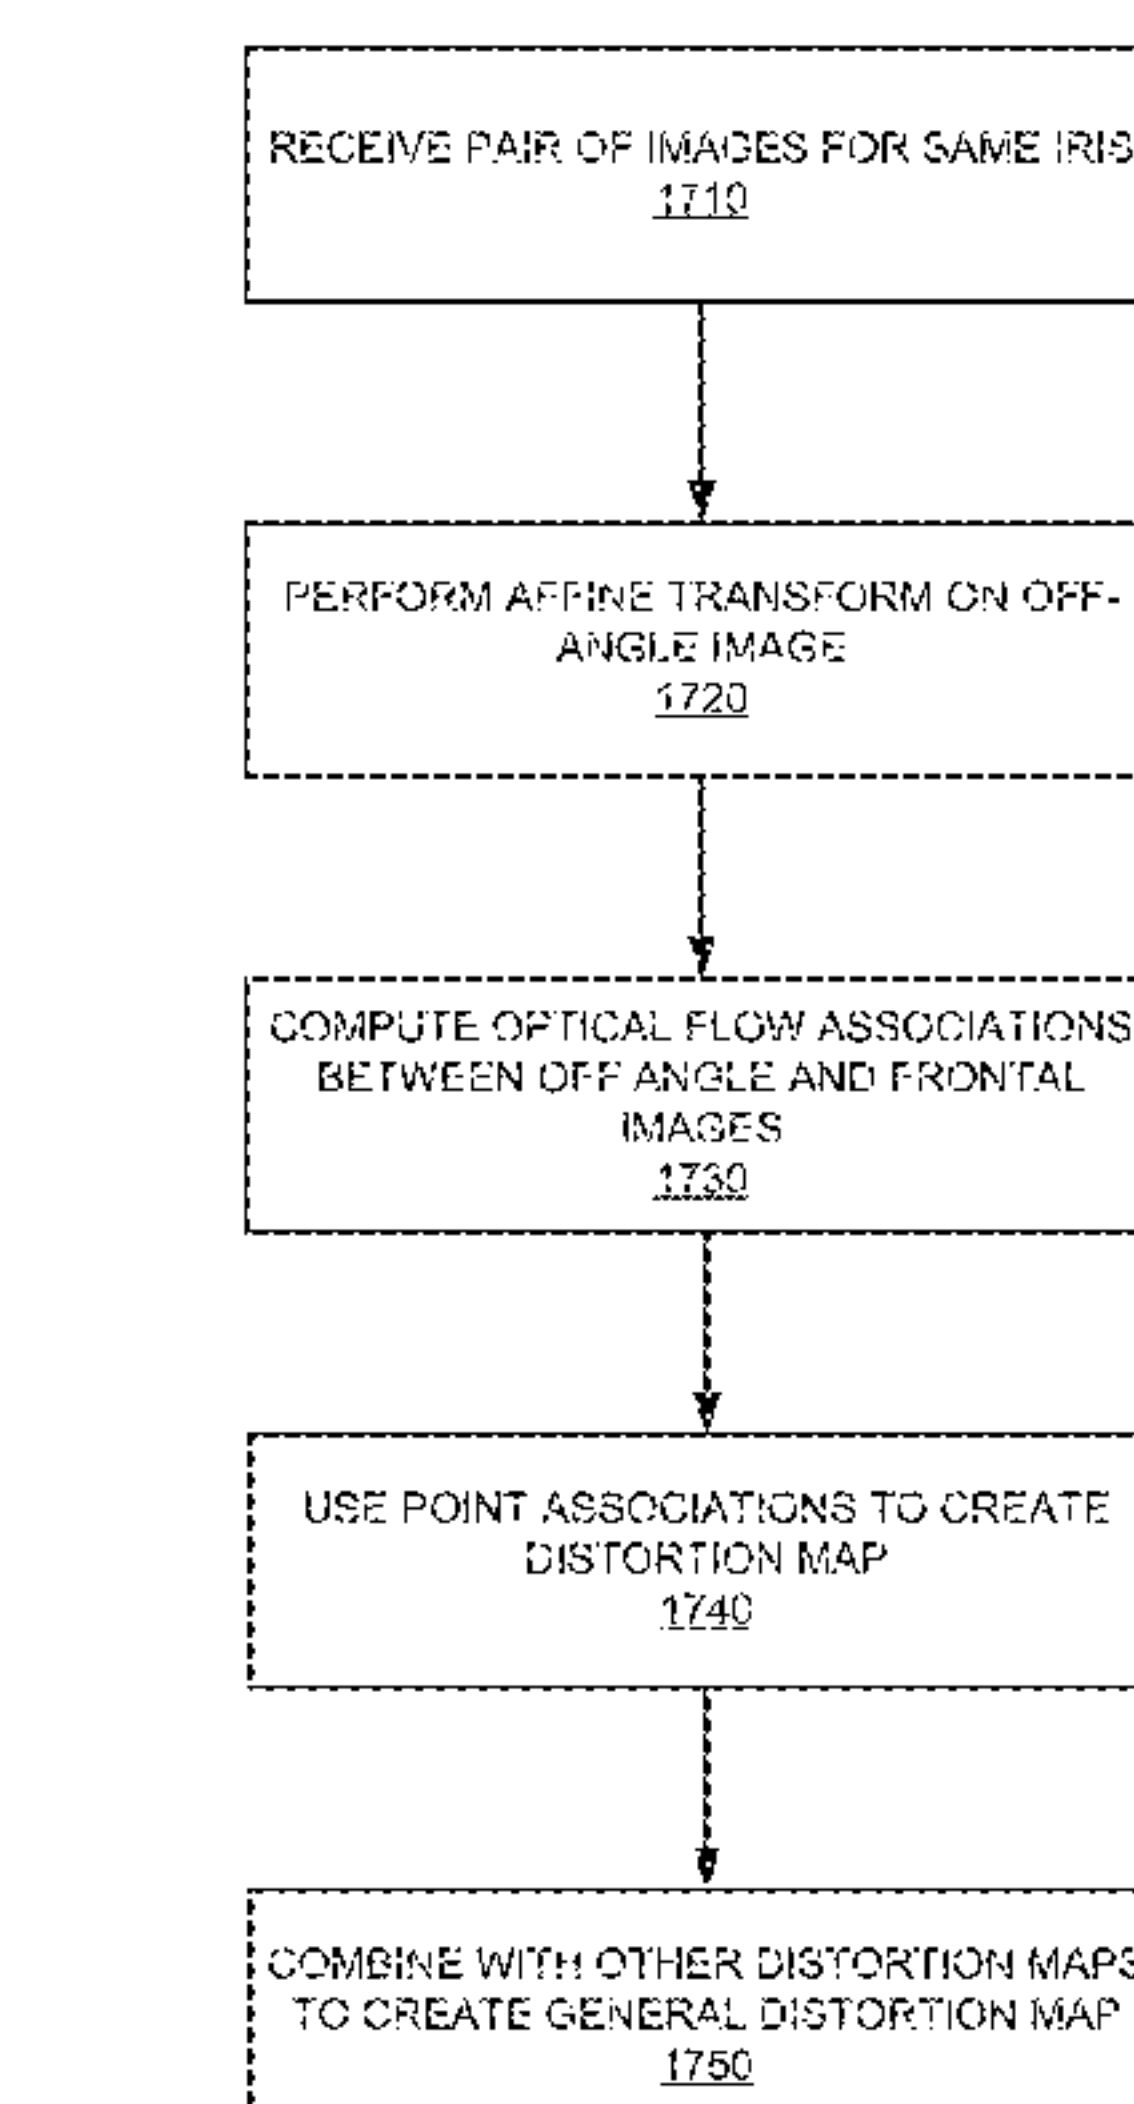 RECEIVE PAIR OF IMAGES FOR SAME IRIS
1710
PERFORM AFFINE TRANSFORM ON OFF-
ANGLE IMAGE
1720
COMPUTE OPTICAL FLOW ASSOCIATIONS
BETWEEN OFF ANGLE AND FRONTAL
IMAGES
1730
USE POINT ASSOCIATIONS TO CREATE
DISTORTION MAP
1740
COMBINE WITH OTHER DISTORTION MAPS
TO CREATE GENERAL DISTORTION MAP
1750